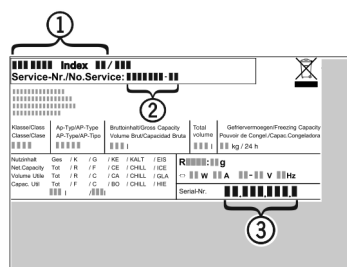 1
Index /
Service-Nr./No.Service: -
2
Klasse/Class Ap-Typ/AP-Type Bruttoinhalt/Gross Capacity Total Gefriervermoegen/Freezing Capacity
Classe/Clase AP-Type/AP-Tipo Volume Brut/Capacidad Bruta volume Pouvoir de Congel./Capac.Congeladora
l l kg / 24 h
Nutzinhalt Ges / K / G / KE / KALT / EIS
Net.Capacity Tot / R / F / CE / CHILL / ICE
Volume Utile Tot / R / C / CA / CHILL / GLA
Capac. Util Tot / F / C / BO / CHILL / HIE
l / l
R : g
W A - V Hz
Serial-Nr. . . .
3